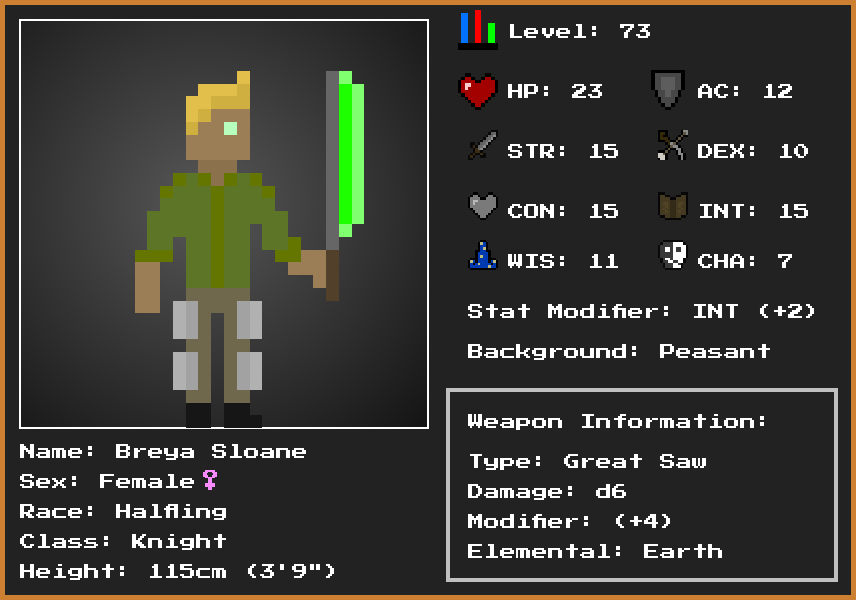 Level: 73
HP: 23 AC: 12
STR: 15 DEX: 10
CON: 15 INT: 15
WIS: 11 CHA: 7
Stat Modifier: INT (+2)
Background: Peasant
Weapon Information:
Type: Great Saw
Damage: d6
Modifier: (+4)
Elemental: Earth
Name: Breya Sloane
Sex: Female♀
Race: Halfling
Class: Knight
Height: 115cm (3'9")